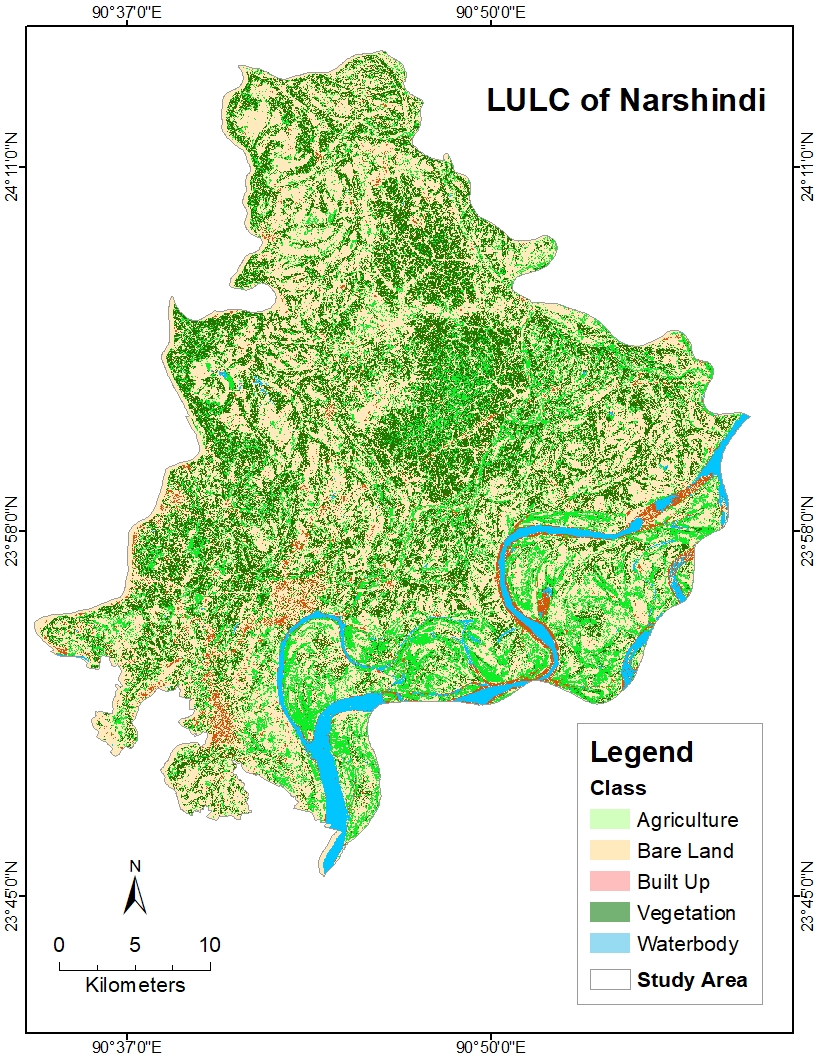 90°37'0"E 90°50'0"E
LULC of Narshindi
24°11'0"N 24°11'0"N
23°58'0"N 23°58'0"N
Legend
Class
Agriculture
Bare Land
Built Up
Vegetation
Waterbody
Study Area
23°45'0"N 23°45'0"N
N
0 5 10
Kilometers
90°37'0"E 90°50'0"E